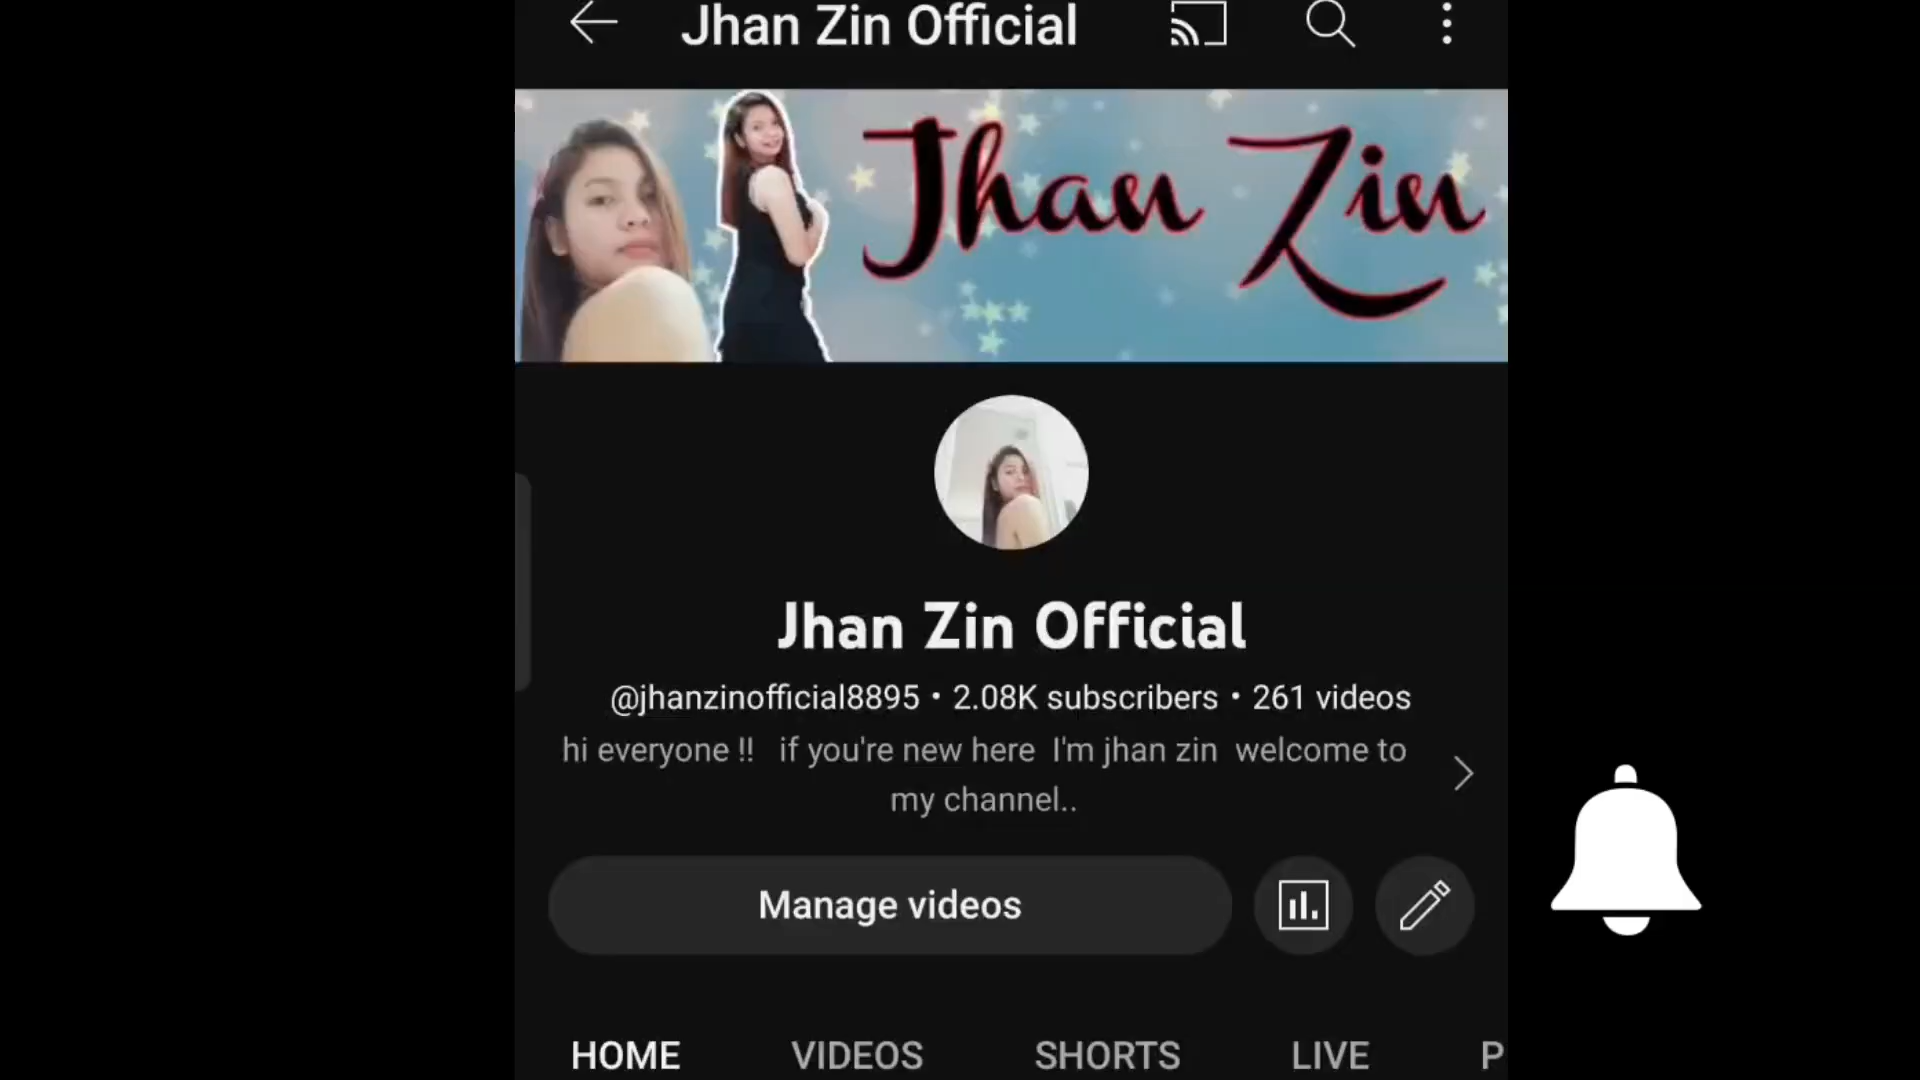 Jhan Zin Official
Jhan Zin
Jhan Zin Official
@jhanzinofficial8895 • 2.08K subscribers • 261 videos
hi everyone !! if you're new here I'm jhan zin welcome to
my channel..
Manage videos
HOME VIDEOS SHORTS LIVE P